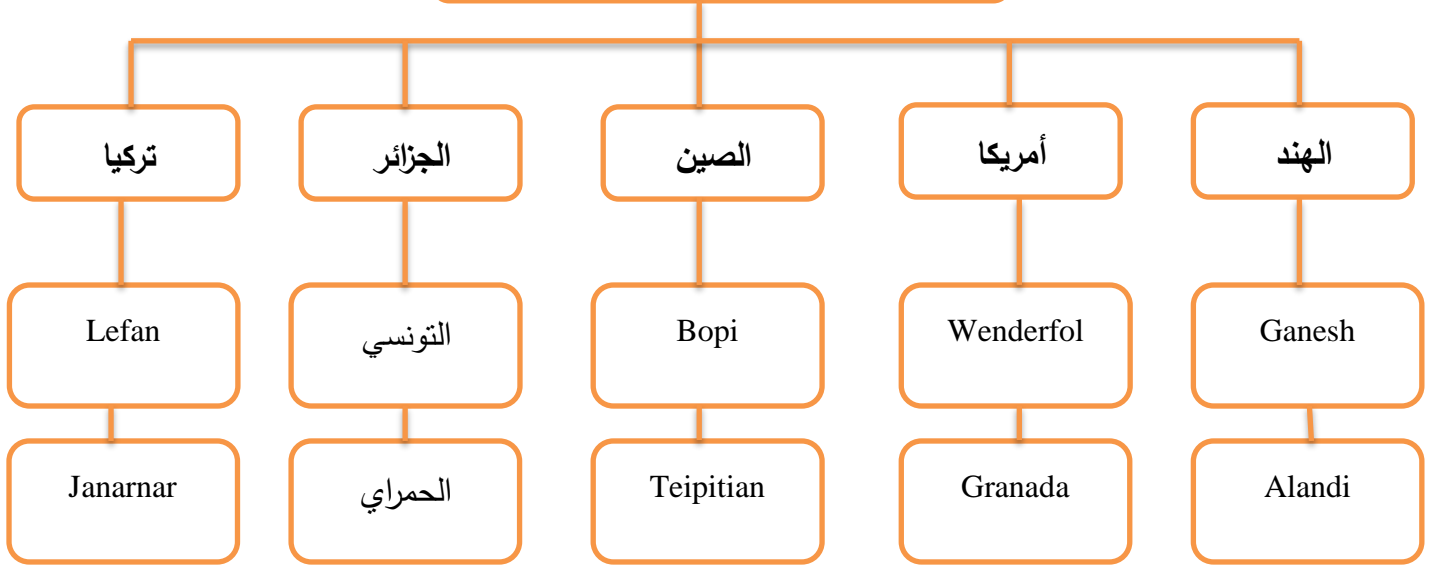 تركيا
الجزائر
الصين
أمريكا
الهند
Lefan
التونسي
Bopi
Wenderfol
Ganesh
Janarnar
الحمراي
Teipitian
Granada
Alandi